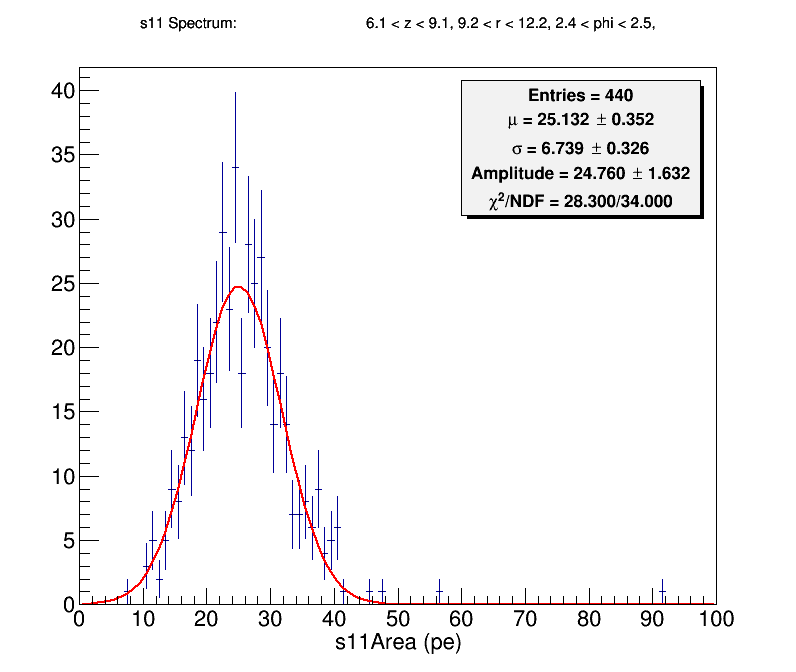 s11 Spectrum: 6.1 < z < 9.1, 9.2 < r < 12.2, 2.4 < phi < 2.5,
Entries = 440
μ = 25.132 ± 0.352
σ = 6.739 ± 0.326
Amplitude = 24.760 ± 1.632
χ²/NDF = 28.300/34.000
40
35
30
25
20
15
10
5
0
0 10 20 30 40 50 60 70 80 90 100
s11Area (pe)